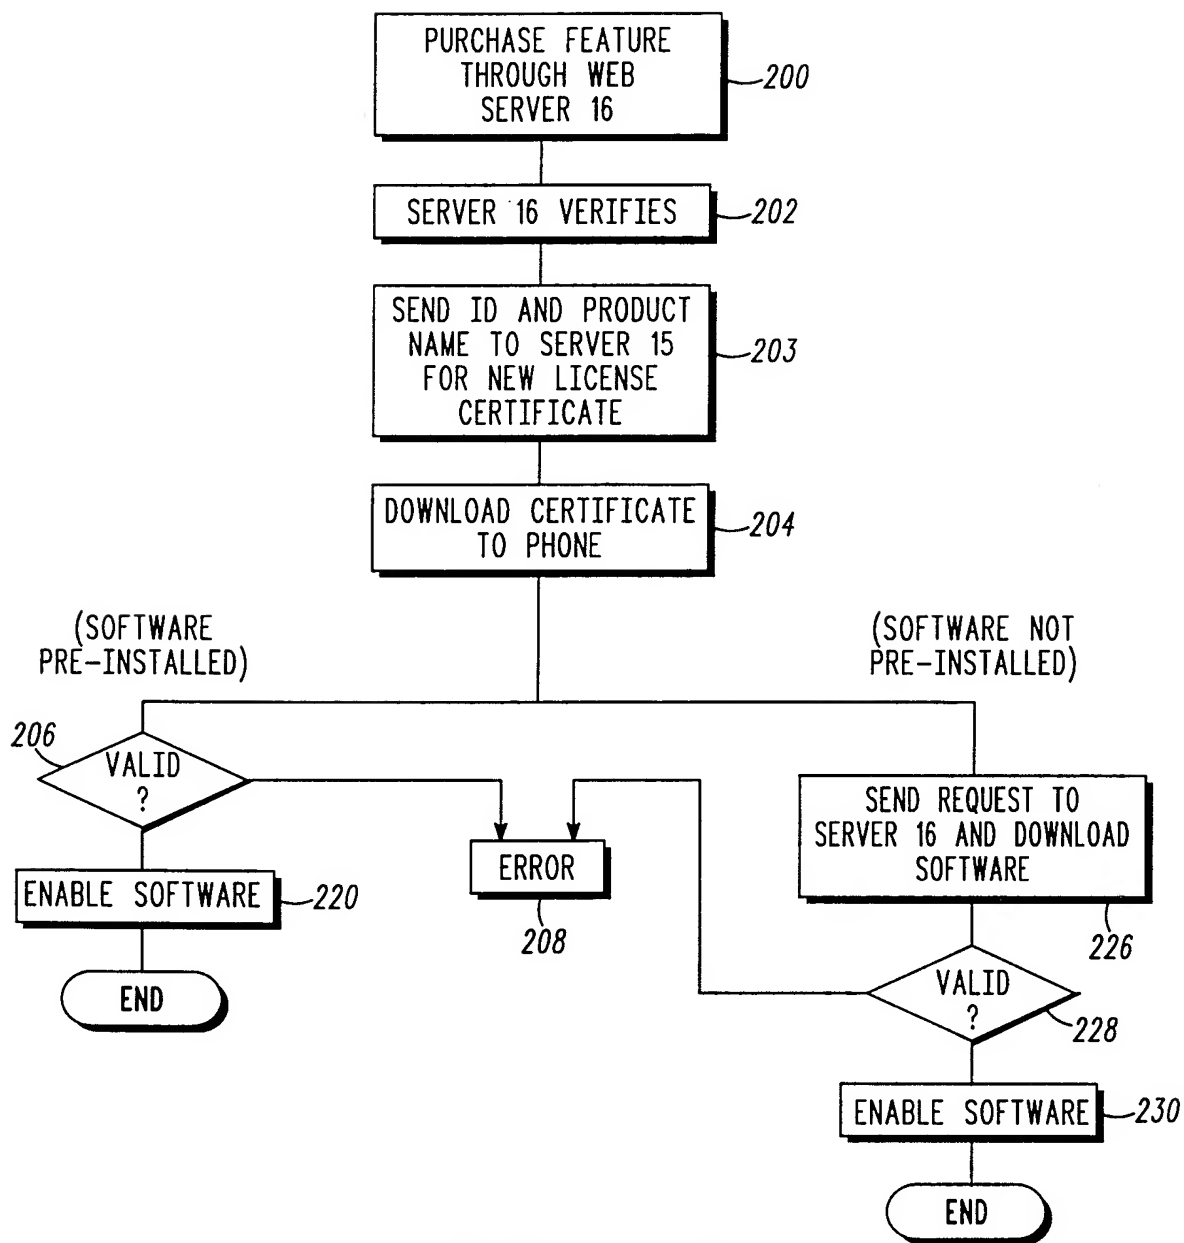 PURCHASE FEATURE
THROUGH WEB
SERVER 16
200
SERVER 16 VERIFIES
202
SEND ID AND PRODUCT
NAME TO SERVER 15
FOR NEW LICENSE
CERTIFICATE
203
DOWNLOAD CERTIFICATE
TO PHONE
204
(SOFTWARE
PRE-INSTALLED)
(SOFTWARE NOT
PRE-INSTALLED)
206
VALID
?
SEND REQUEST TO
SERVER 16 AND DOWNLOAD
SOFTWARE
226
ERROR
208
ENABLE SOFTWARE
220
END
VALID
?
228
ENABLE SOFTWARE
230
END